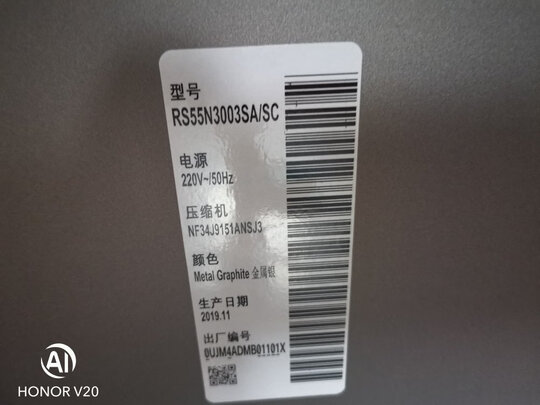 型号
RS55N3003SA/SC
电源
220V~/50Hz
压缩机
NF34J9151ANSJ3
颜色
Metal Graphite 金属银
生产日期
2019.11
出厂编号
0UJM4ADMB01101X
AI
HONOR V20